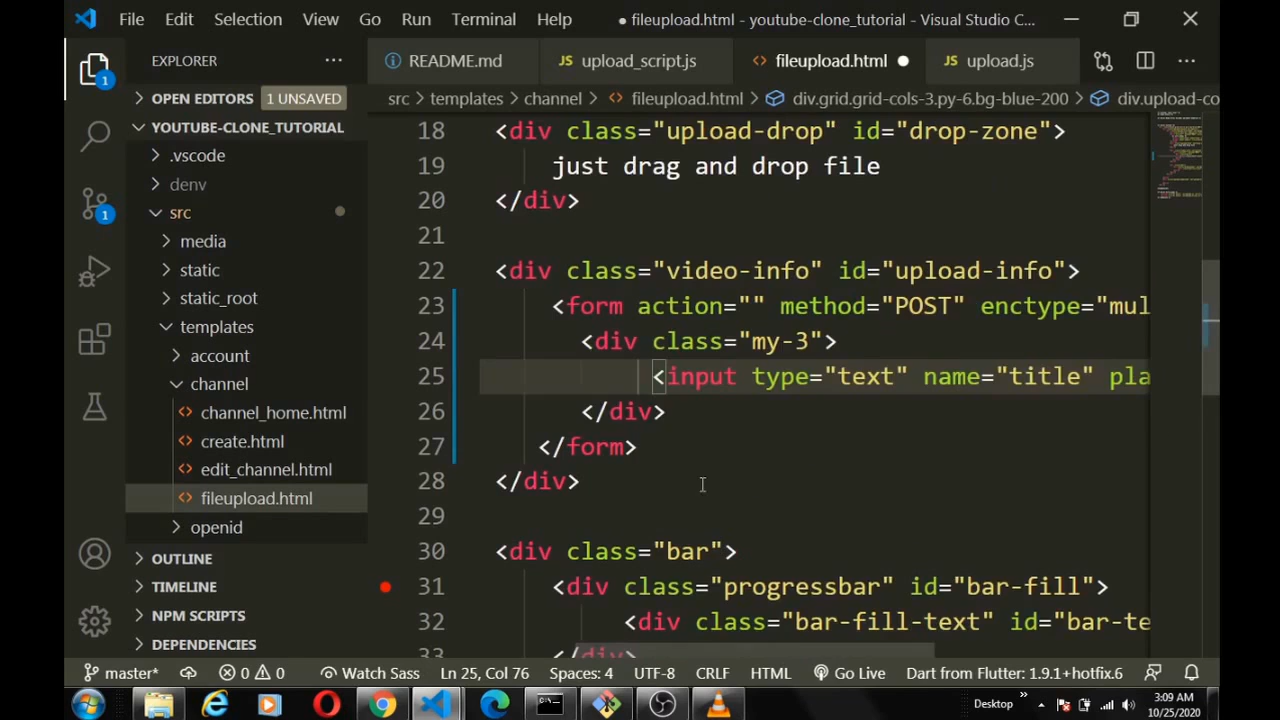 File Edit Selection View Go Run Terminal Help ● fileupload.html - youtube-clone_tutorial - Visual Studio C...
EXPLORER
README.md
JS upload_script.js
<> fileupload.html ●
JS upload.js
OPEN EDITORS 1 UNSAVED
src > templates > channel > <> fileupload.html > div.grid.grid-cols-3.py-6.bg-blue-200 > div.upload-co
YOUTUBE-CLONE_TUTORIAL
.vscode
denv
src
media
static
static_root
templates
account
channel
channel_home.html
create.html
edit_channel.html
fileupload.html
openid
OUTLINE
TIMELINE
NPM SCRIPTS
DEPENDENCIES
1
1
18 <div class="upload-drop" id="drop-zone">
19 just drag and drop file
20 </div>
21
22 <div class="video-info" id="upload-info">
23 <form action="" method="POST" enctype="mul
24 <div class="my-3">
25 <input type="text" name="title" pla
26 </div>
27 </form>
28 </div>
29
30 <div class="bar">
31 <div class="progressbar" id="bar-fill">
32 <div class="bar-fill-text" id="bar-te
33 </div>
master* 0 0 Watch Sass Ln 25, Col 76 Spaces: 4 UTF-8 CRLF HTML Go Live Dart from Flutter: 1.9.1+hotfix.6
Desktop
3:09 AM
10/25/2020